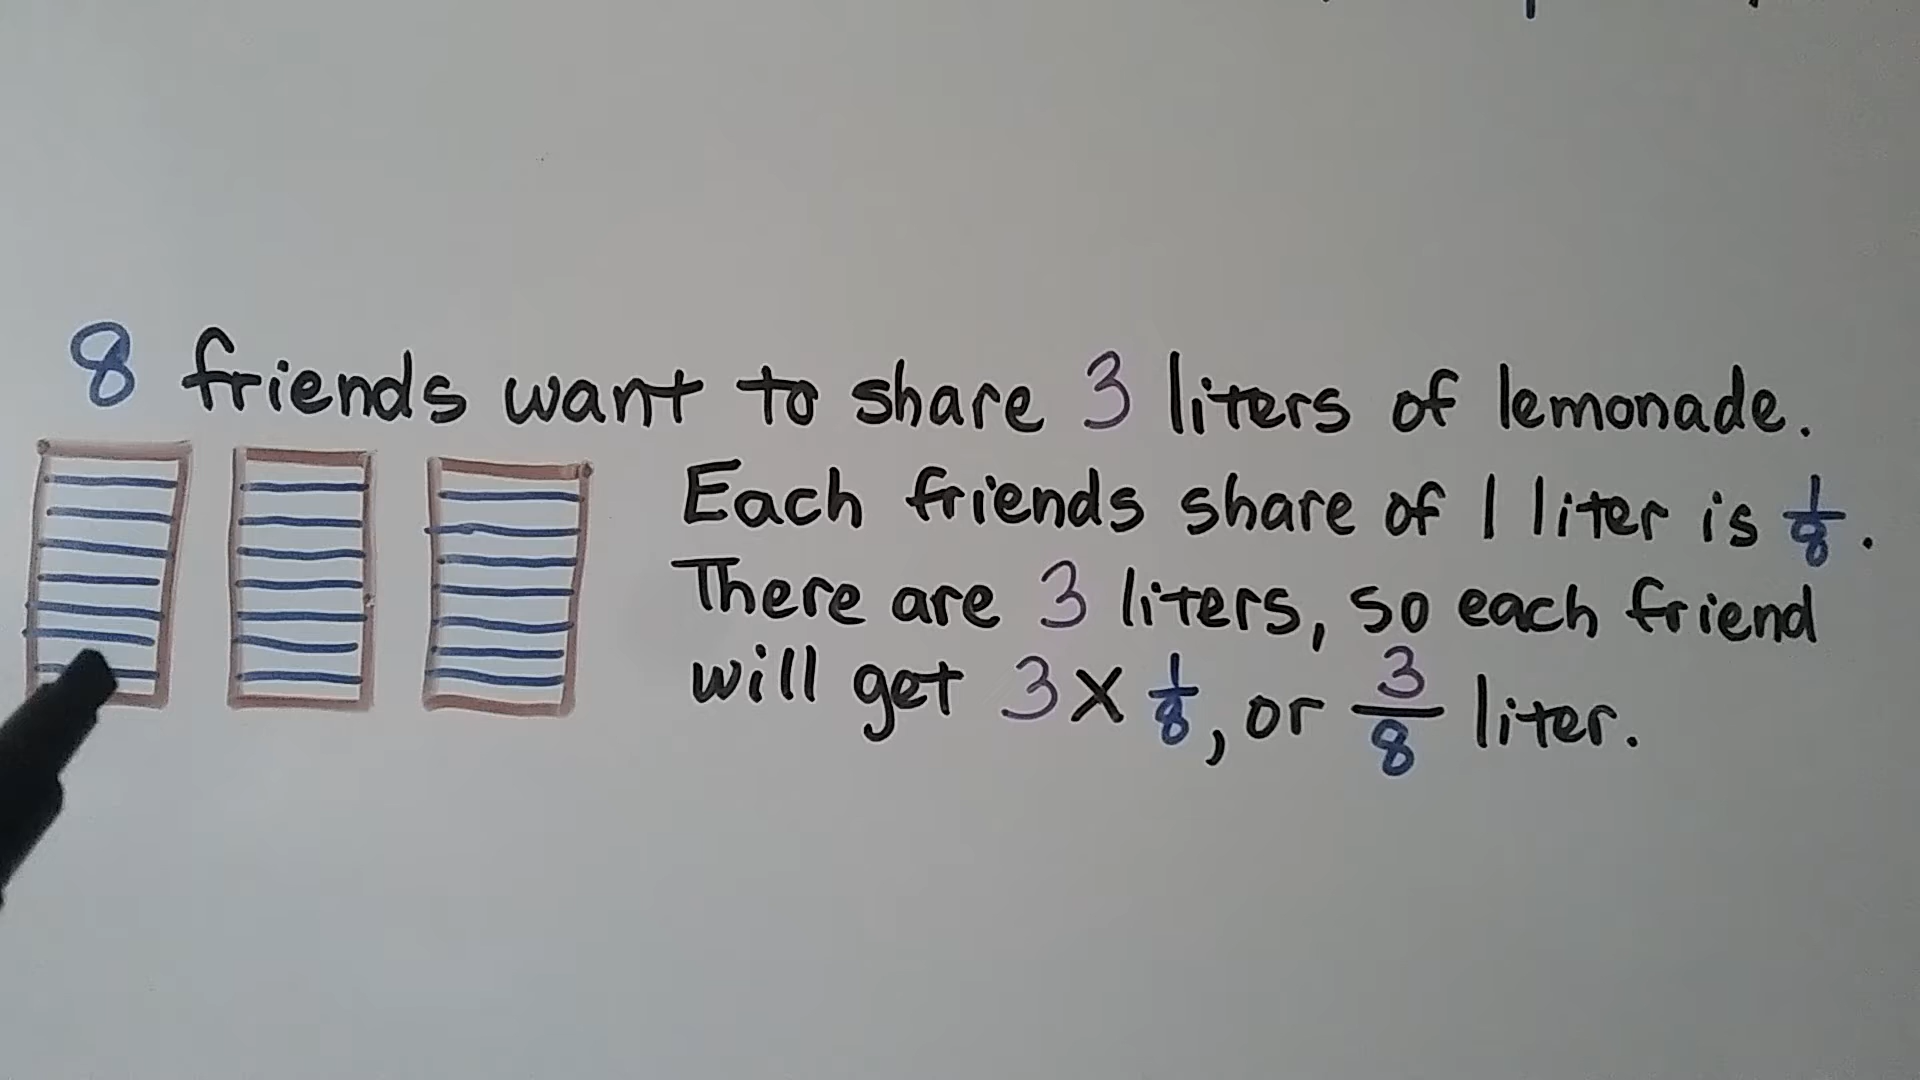 8 friends want to share 3 liters of lemonade.
Each friends share of 1 liter is 1/8.
There are 3 liters, so each friend
will get 3 x 1/8, or 3/8 liter.